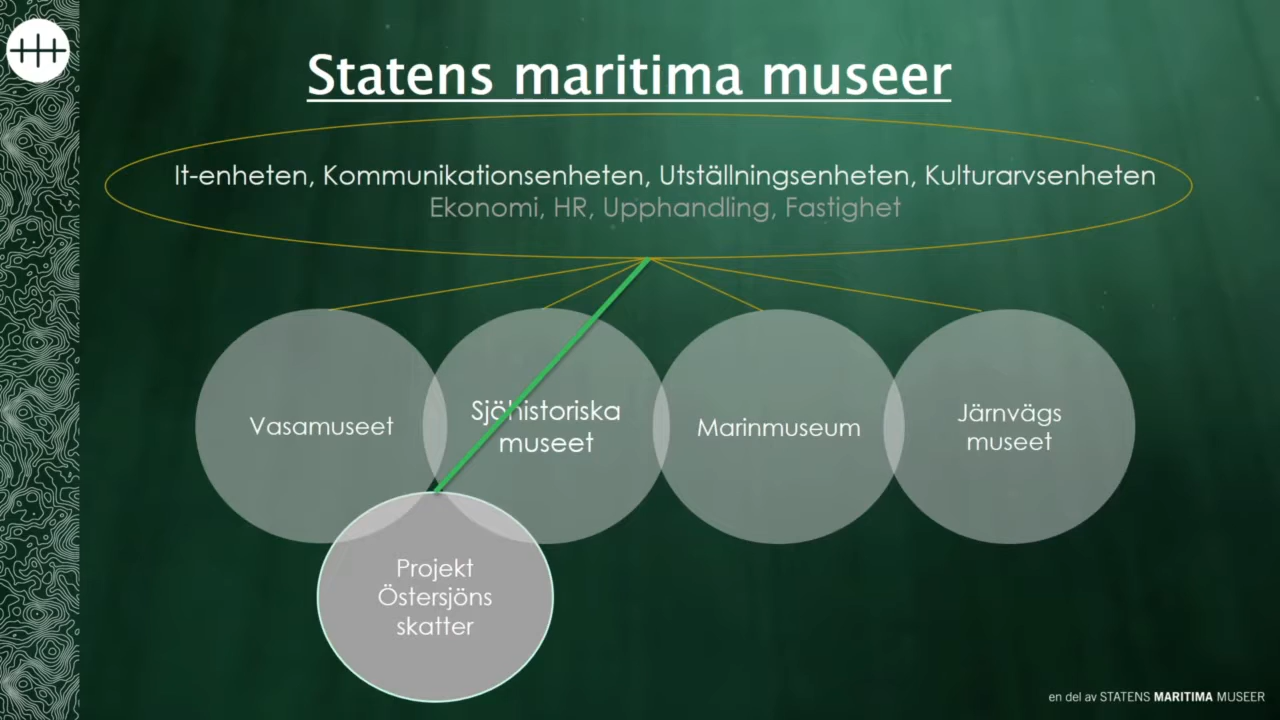 Statens maritima museer
It-enheten, Kommunikationsenheten, Utställningsenheten, Kulturarvsenheten
Ekonomi, HR, Upphandling, Fastighet
Vasamuseet
Sjöhistoriska
museet
Marinmuseum
Järnvägs
museet
Projekt
Östersjöns
skatter
en del av STATENS MARITIMA MUSEER